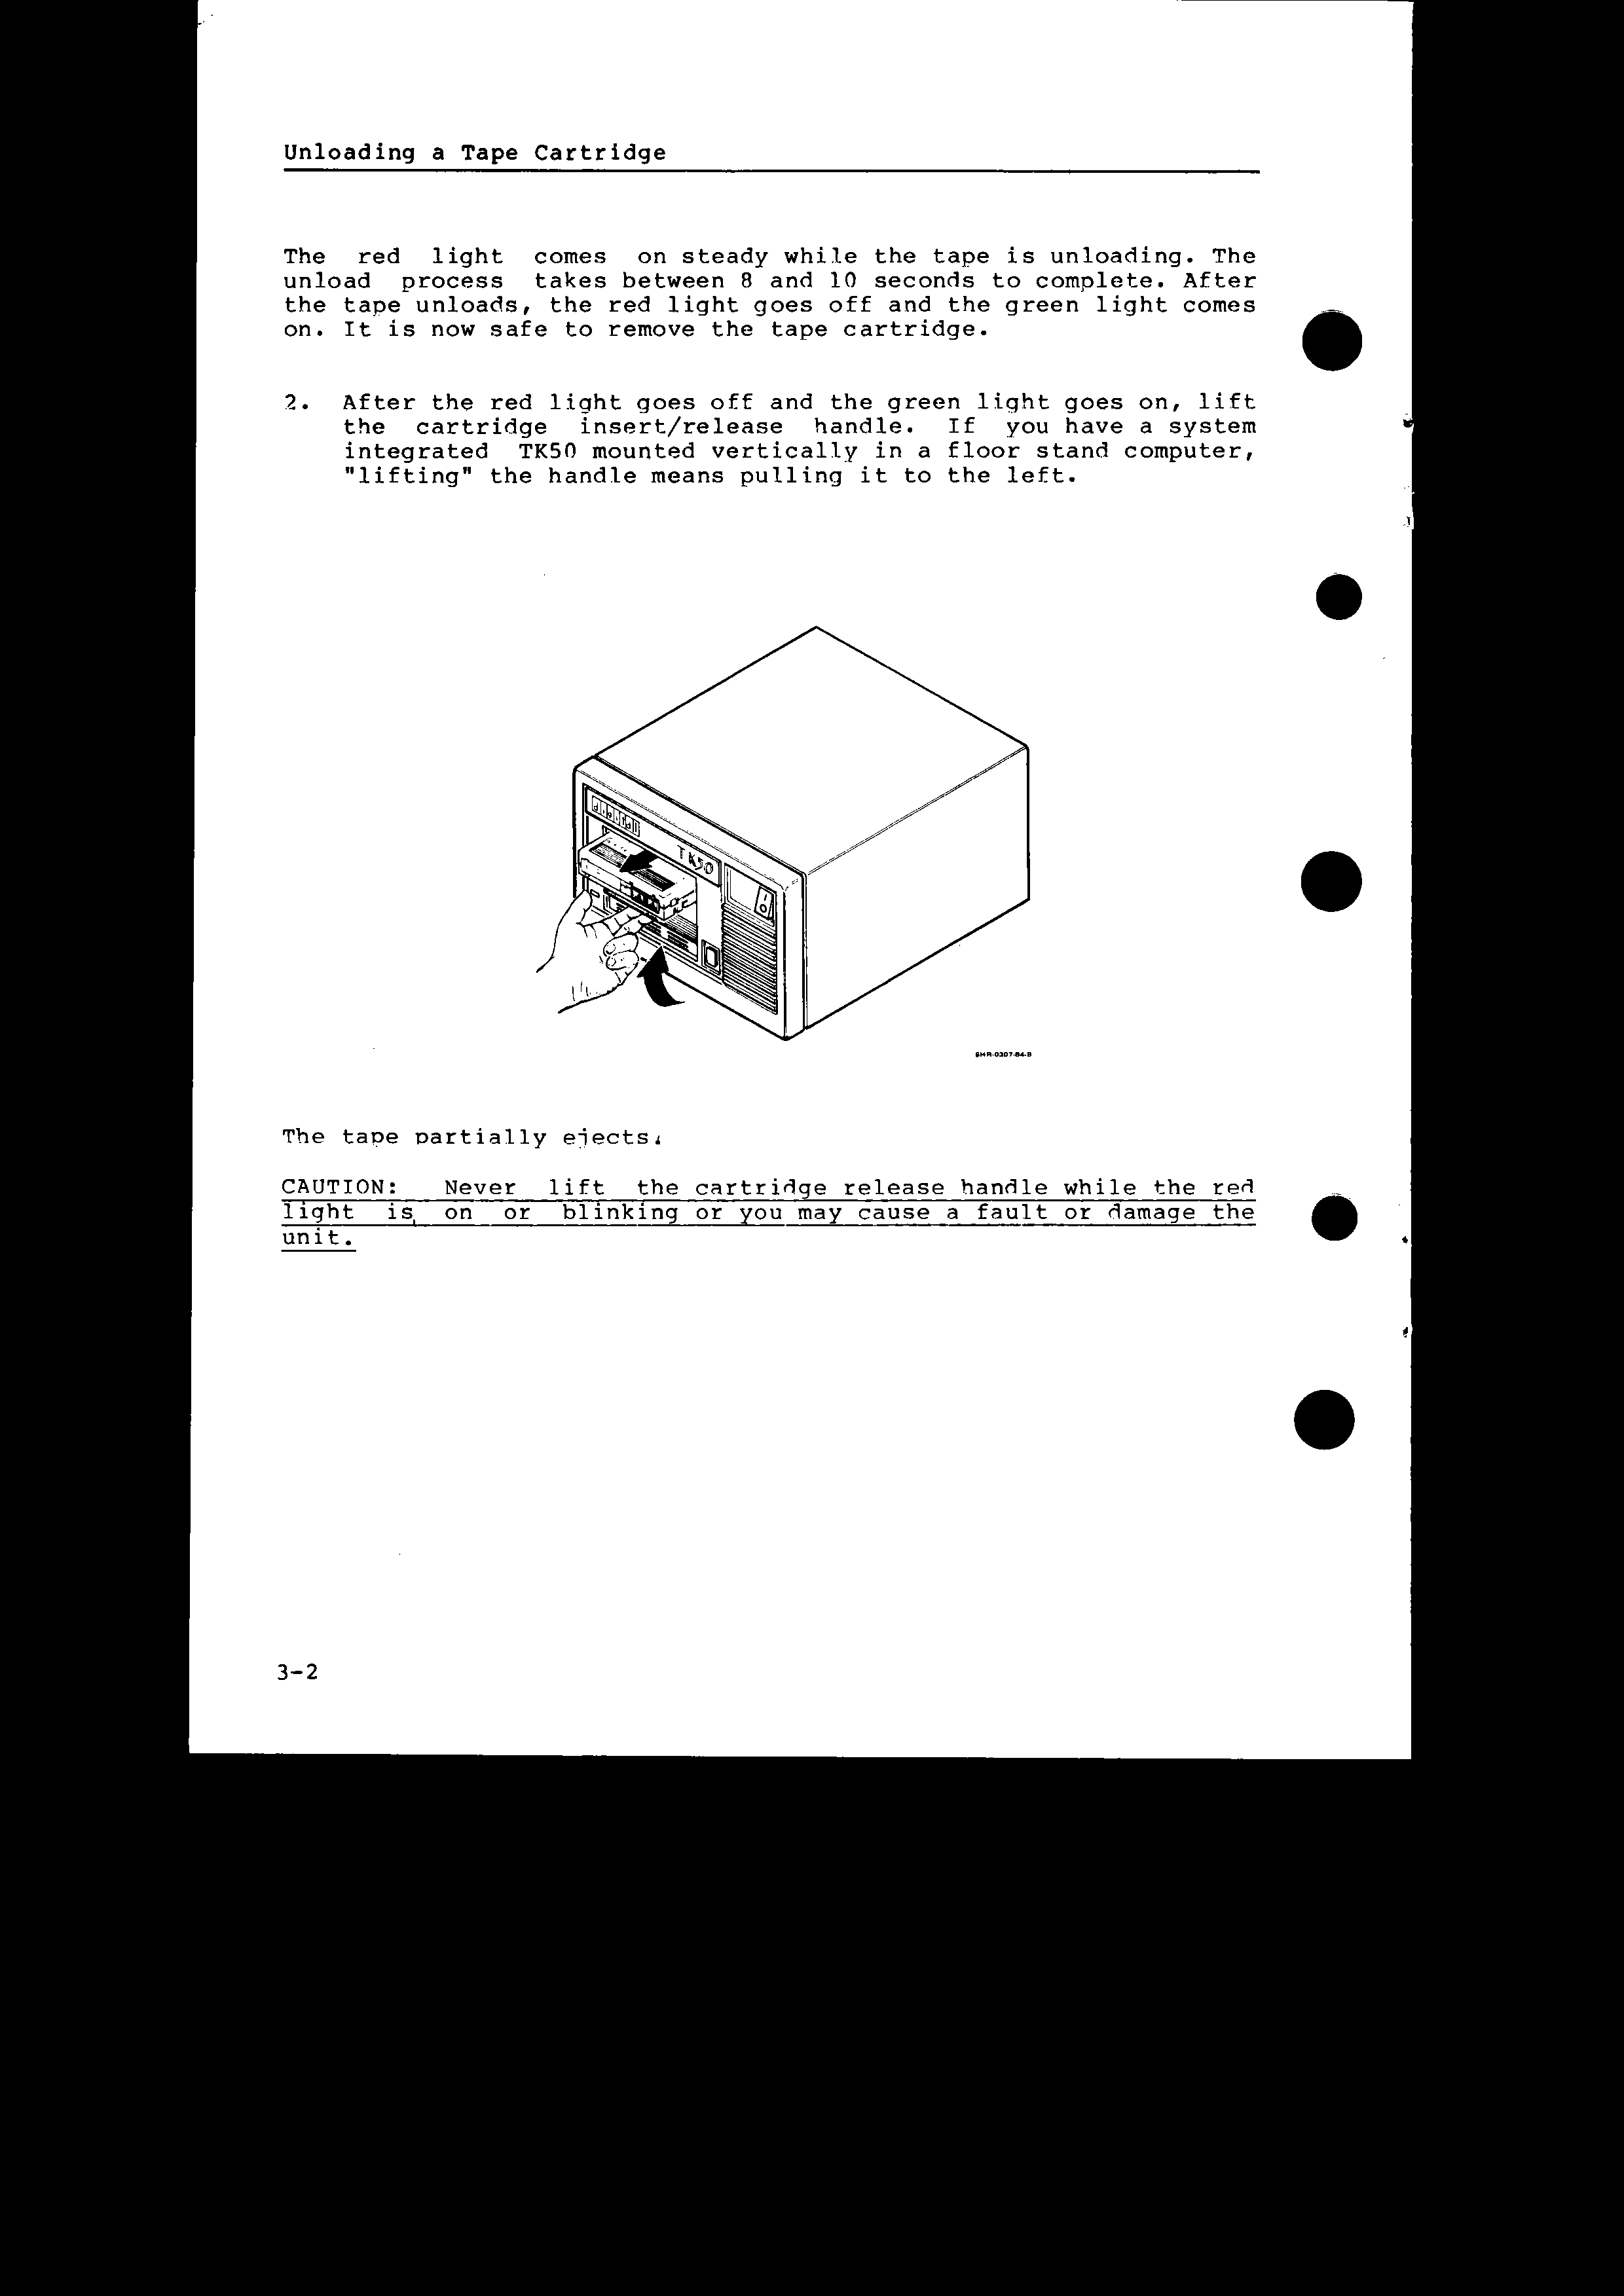 Unloading a Tape Cartridge
The red light comes on steady while the tape is unloading. The
unload process takes between 8 and 10 seconds to complete. After
the tape unloads, the red light goes off and the green light comes
on. It is now safe to remove the tape cartridge.
2. After the red light goes off and the green light goes on, lift
the cartridge insert/release handle. If you have a system
integrated TK50 mounted vertically in a floor stand computer,
"lifting" the handle means pulling it to the left.
digital
TK50
SHR-0307-84-B
The tape partially ejects.
CAUTION: Never lift the cartridge release handle while the red
light is on or blinking or you may cause a fault or damage the
unit.
3-2